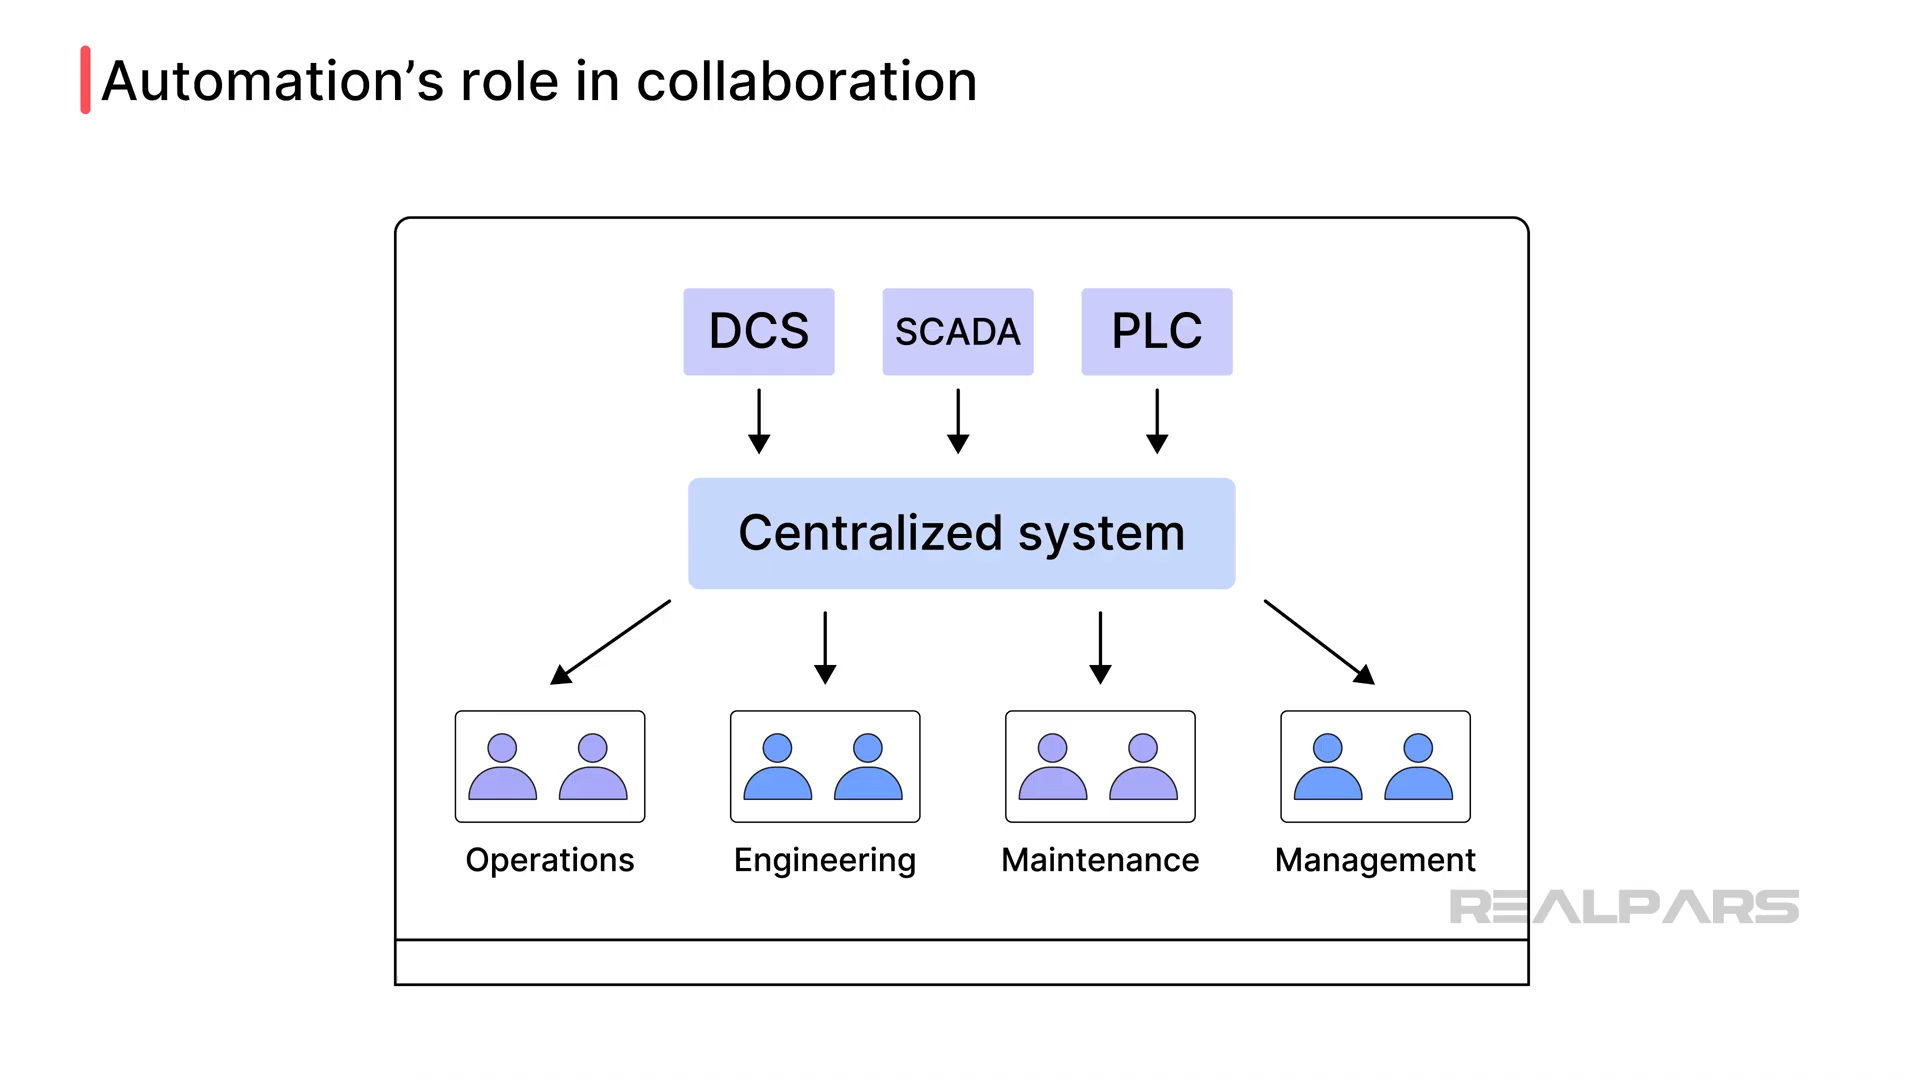 Automation’s role in collaboration
DCS
SCADA
PLC
Centralized system
Operations
Engineering
Maintenance
Management
REALPARS